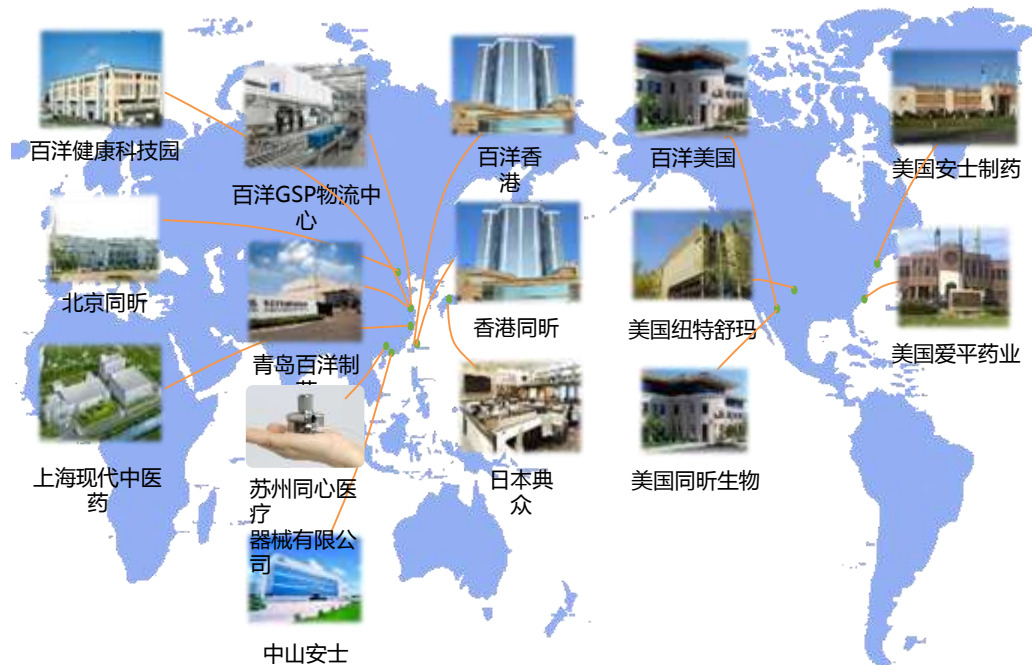 百洋健康科技园
百洋GSP物流中
心
百洋香
港
百洋美国
美国安士制药
北京同昕
青岛百洋制
药
香港同昕
美国纽特舒玛
美国爱平药业
上海现代中医
药
苏州同心医
疗
器械有限公
司
日本典
众
美国同昕生物
中山安士